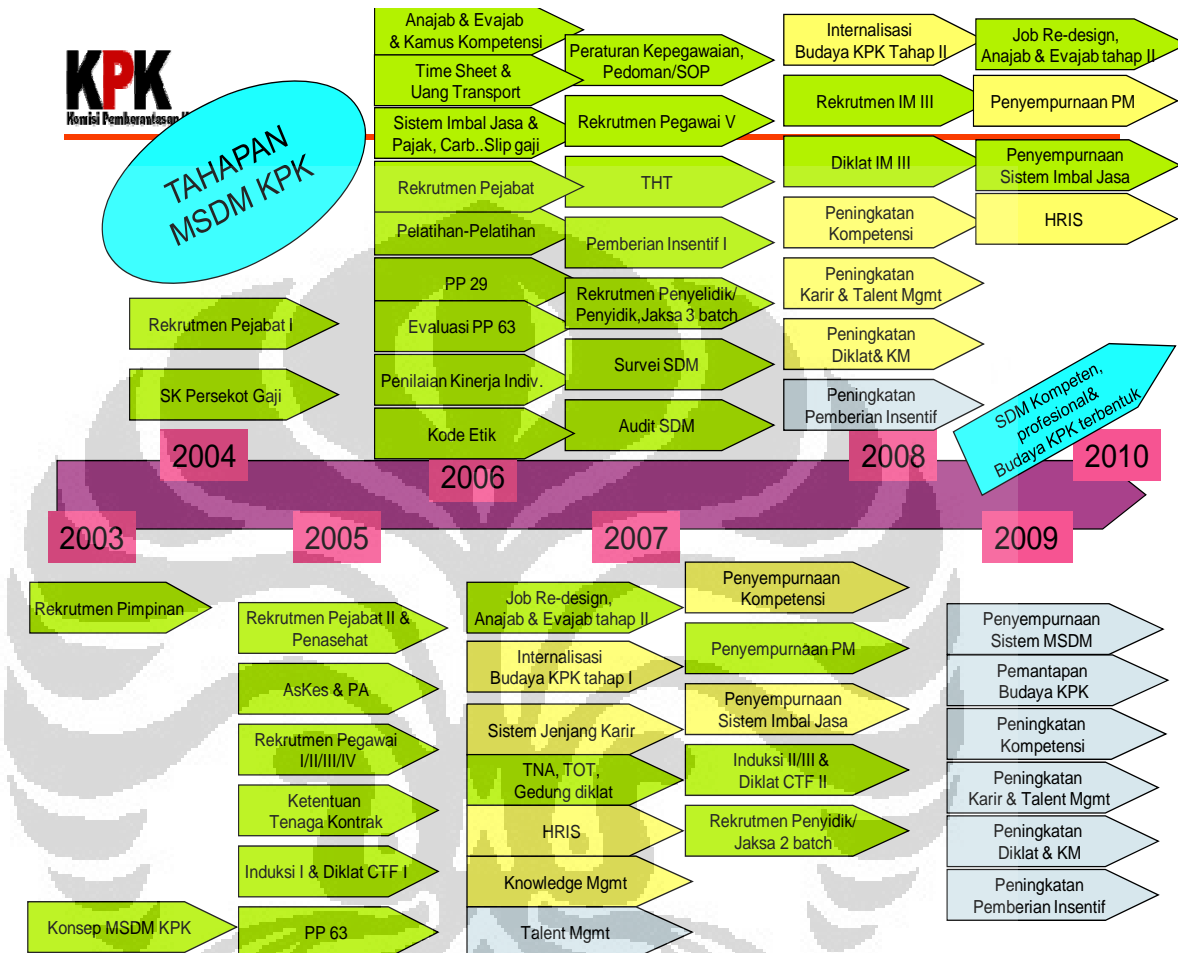 KPK
Komisi Pemberantasan
TAHAPAN
MSDM KPK
Rekrutmen Pejabat I
SK Persekot Gaji
Anajab & Evajab
& Kamus Kompetensi
Time Sheet &
Uang Transport
Sistem Imbal Jasa &
Pajak, Carb..Slip gaji
Rekrutmen Pejabat
Pelatihan-Pelatihan
PP 29
Evaluasi PP 63
Penilaian Kinerja Indiv.
Kode Etik
Peraturan Kepegawaian,
Pedoman/SOP
Rekrutmen Pegawai V
THT
Pemberian Insentif I
Rekrutmen Penyelidik/
Penyidik,Jaksa 3 batch
Survei SDM
Audit SDM
Internalisasi
Budaya KPK Tahap II
Rekrutmen IM III
Diklat IM III
Peningkatan
Kompetensi
Peningkatan
Karir & Talent Mgmt
Peningkatan
Diklat& KM
Peningkatan
Pemberian Insentif
Job Re-design,
Anajab & Evajab tahap II
Penyempurnaan PM
Penyempurnaan
Sistem Imbal Jasa
HRIS
SDM Kompeten,
profesional&
Budaya KPK terbentuk
2004
2006
2008
2010
2003
2005
2007
2009
Rekrutmen Pimpinan
Konsep MSDM KPK
Rekrutmen Pejabat II &
Penasehat
AsKes & PA
Rekrutmen Pegawai
I/II/III/IV
Ketentuan
Tenaga Kontrak
Induksi I & Diklat CTF I
PP 63
Job Re-design,
Anajab & Evajab tahap II
Internalisasi
Budaya KPK tahap I
Sistem Jenjang Karir
TNA, TOT,
Gedung diklat
HRIS
Knowledge Mgmt
Talent Mgmt
Penyempurnaan
Kompetensi
Penyempurnaan PM
Penyempurnaan
Sistem Imbal Jasa
Induksi II/III &
Diklat CTF II
Rekrutmen Penyidik/
Jaksa 2 batch
Penyempurnaan
Sistem MSDM
Pemantapan
Budaya KPK
Peningkatan
Kompetensi
Peningkatan
Karir & Talent Mgmt
Peningkatan
Diklat & KM
Peningkatan
Pemberian Insentif